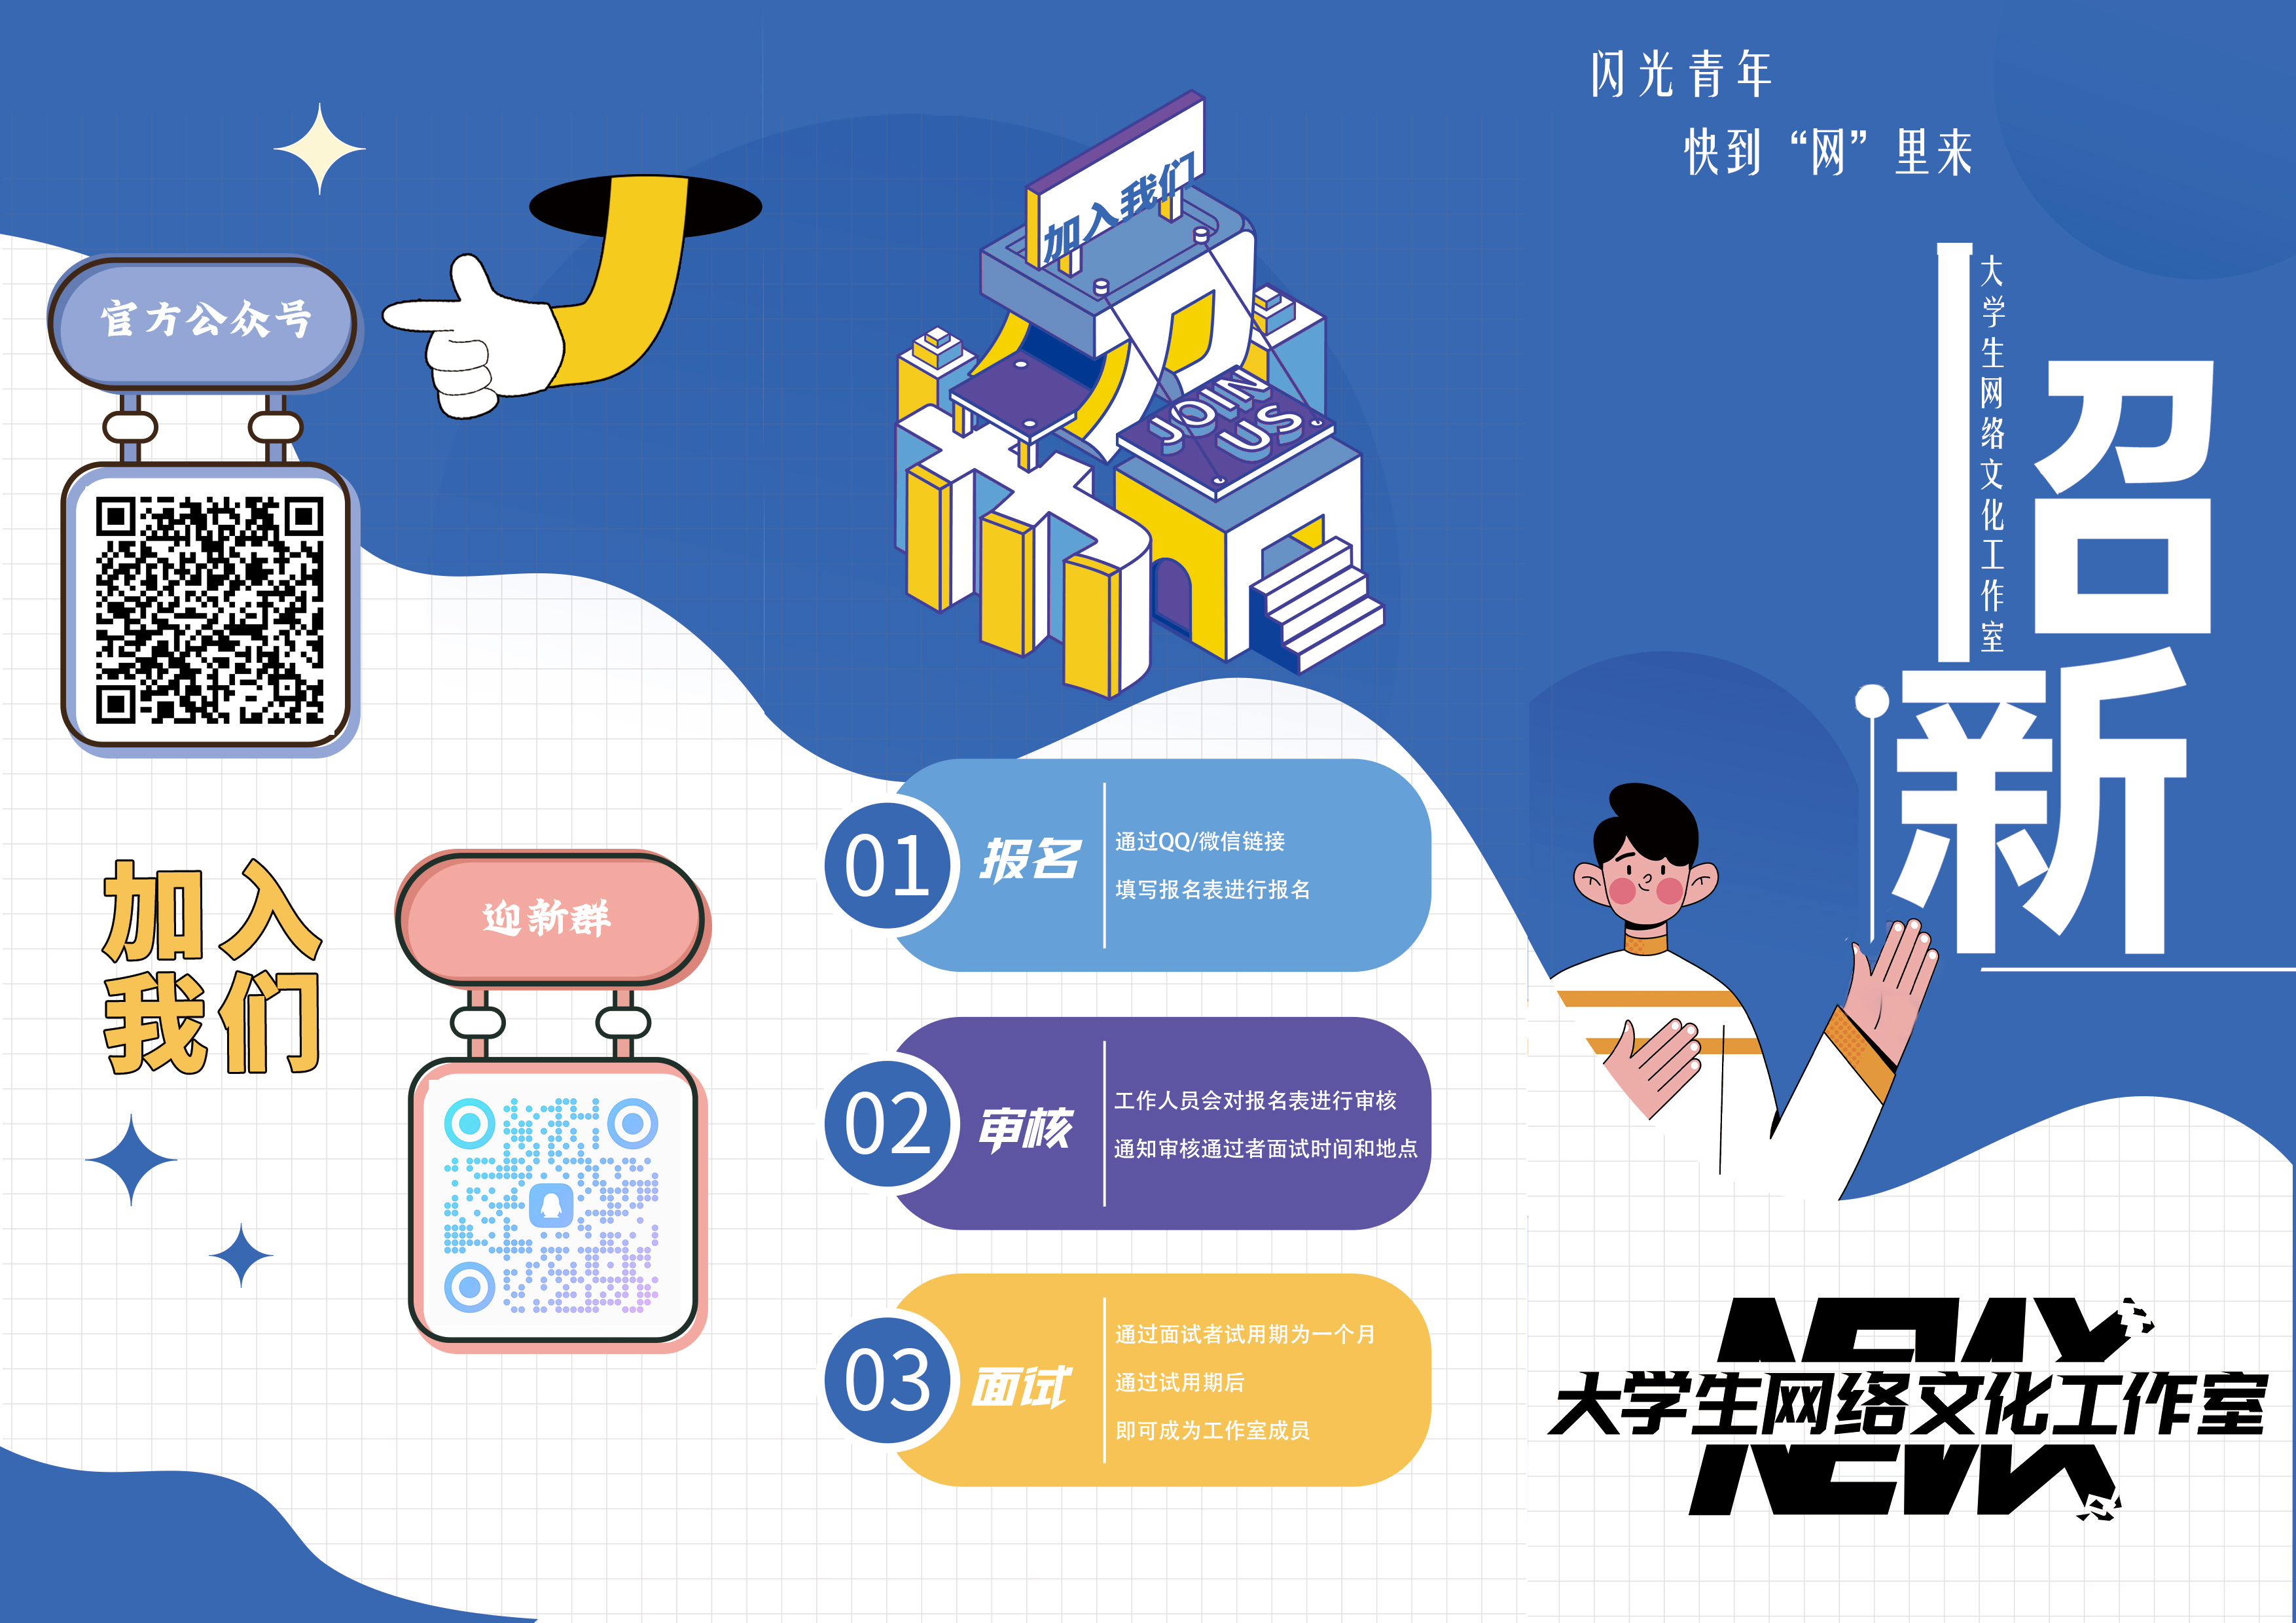 官方公众号
加入
我们
迎新群
加入我们
JOIN
US
01
报名
通过QQ/微信链接
填写报名表进行报名
02
审核
工作人员会对报名表进行审核
通知审核通过者面试时间和地点
03
面试
通过面试者试用期为一个月
通过试用期后
即可成为工作室成员
闪光青年
快到“网”里来
大学生网络文化工作室
招
新
大学生网络文化工作室